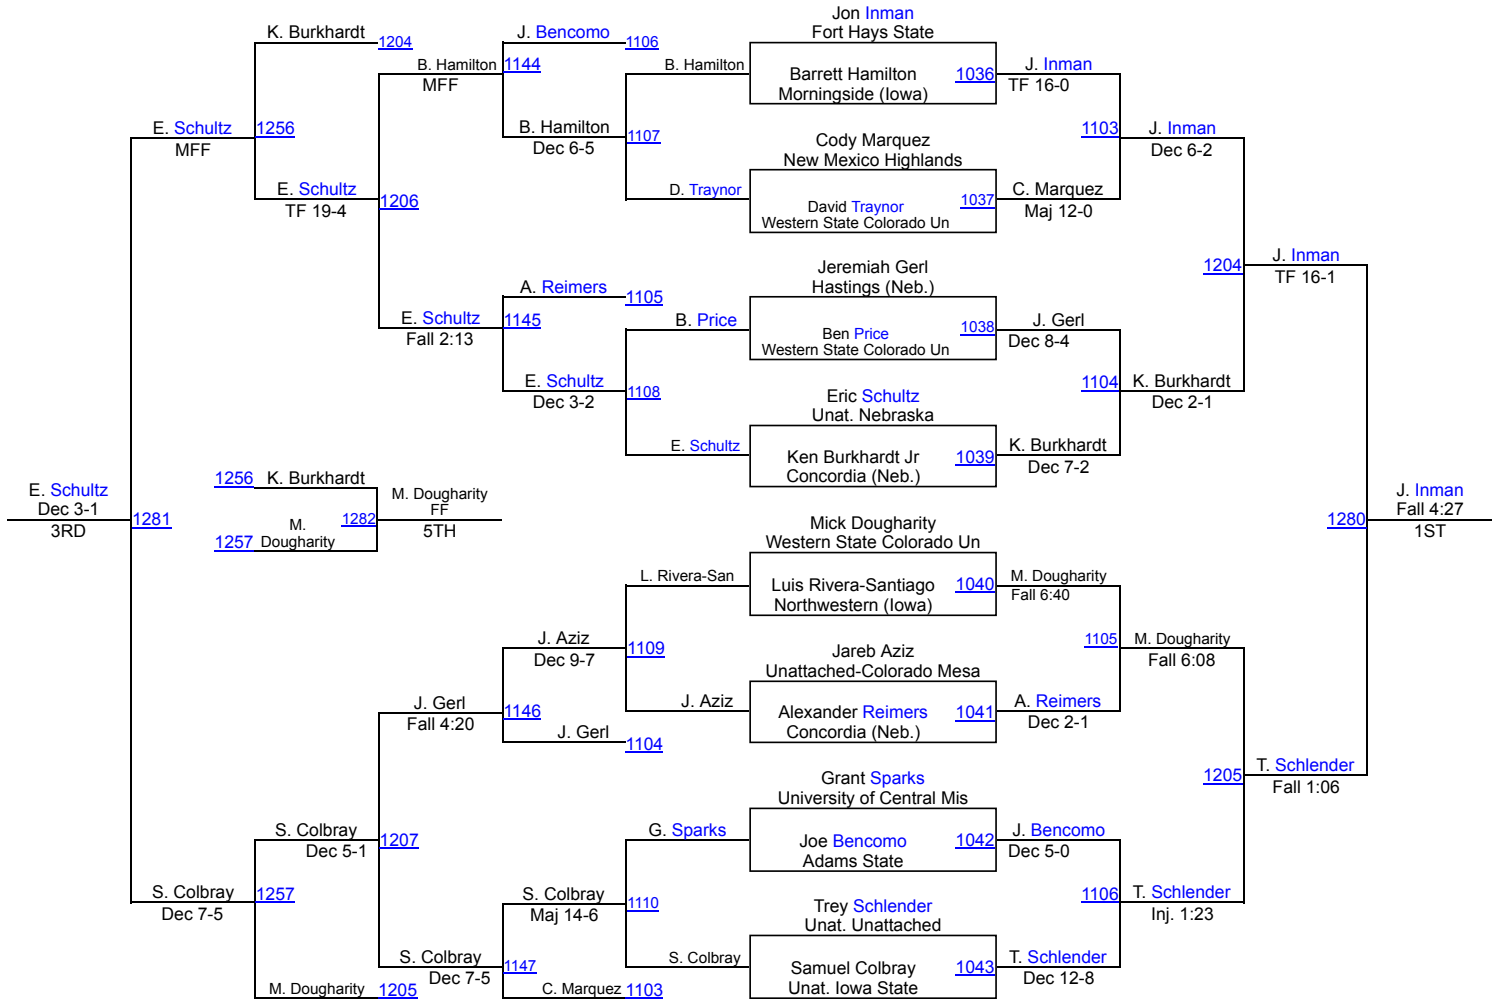 Jon Inman
Fort Hays State
K. Burkhardt
1204
J. Bencomo
1106
B. Hamilton
1144
MFF
B. Hamilton
Barrett Hamilton
Morningside (Iowa)
1036
J. Inman
TF 16-0
E. Schultz
MFF
1256
B. Hamilton
Dec 6-5
1107
Cody Marquez
New Mexico Highlands
1103
J. Inman
Dec 6-2
E. Schultz
TF 19-4
1206
D. Traynor
David Traynor
Western State Colorado Un
1037
C. Marquez
Maj 12-0
Jeremiah Gerl
Hastings (Neb.)
1204
J. Inman
TF 16-1
A. Reimers
1105
E. Schultz
Fall 2:13
1145
B. Price
Ben Price
Western State Colorado Un
1038
J. Gerl
Dec 8-4
E. Schultz
Dec 3-2
1108
Eric Schultz
Unat. Nebraska
1104
K. Burkhardt
Dec 2-1
E. Schultz
Ken Burkhardt Jr
Concordia (Neb.)
1039
K. Burkhardt
Dec 7-2
E. Schultz
Dec 3-1
3RD
1281
1256
K. Burkhardt
1257
M.
Dougharity
1282
M. Dougharity
FF
5TH
Mick Dougharity
Western State Colorado Un
1280
J. Inman
Fall 4:27
1ST
L. Rivera-San
Luis Rivera-Santiago
Northwestern (Iowa)
1040
M. Dougharity
Fall 6:40
J. Aziz
Dec 9-7
1109
Jareb Aziz
Unattached-Colorado Mesa
1105
M. Dougharity
Fall 6:08
J. Gerl
Fall 4:20
1146
J. Aziz
Alexander Reimers
Concordia (Neb.)
1041
A. Reimers
Dec 2-1
J. Gerl
1104
Grant Sparks
University of Central Mis
1205
T. Schlender
Fall 1:06
S. Colbray
Dec 5-1
1207
G. Sparks
Joe Bencomo
Adams State
1042
J. Bencomo
Dec 5-0
S. Colbray
Dec 7-5
1257
S. Colbray
Maj 14-6
1110
Trey Schlender
Unat. Unattached
1106
T. Schlender
Inj. 1:23
S. Colbray
Dec 7-5
1147
S. Colbray
Samuel Colbray
Unat. Iowa State
1043
T. Schlender
Dec 12-8
M. Dougharity
1205
C. Marquez
1103